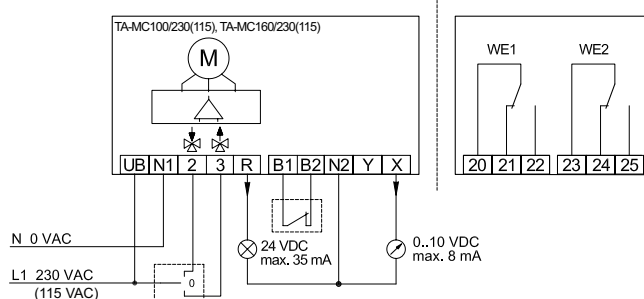 TA-MC100/230(115), TA-MC160/230(115)
M
UB N1 2 3 R B1 B2 N2 Y X
N 0 VAC
24 VDC
max. 35 mA
0..10 VDC
max. 8 mA
L1 230 VAC
(115 VAC)
0
WE1 WE2
20 21 22 23 24 25